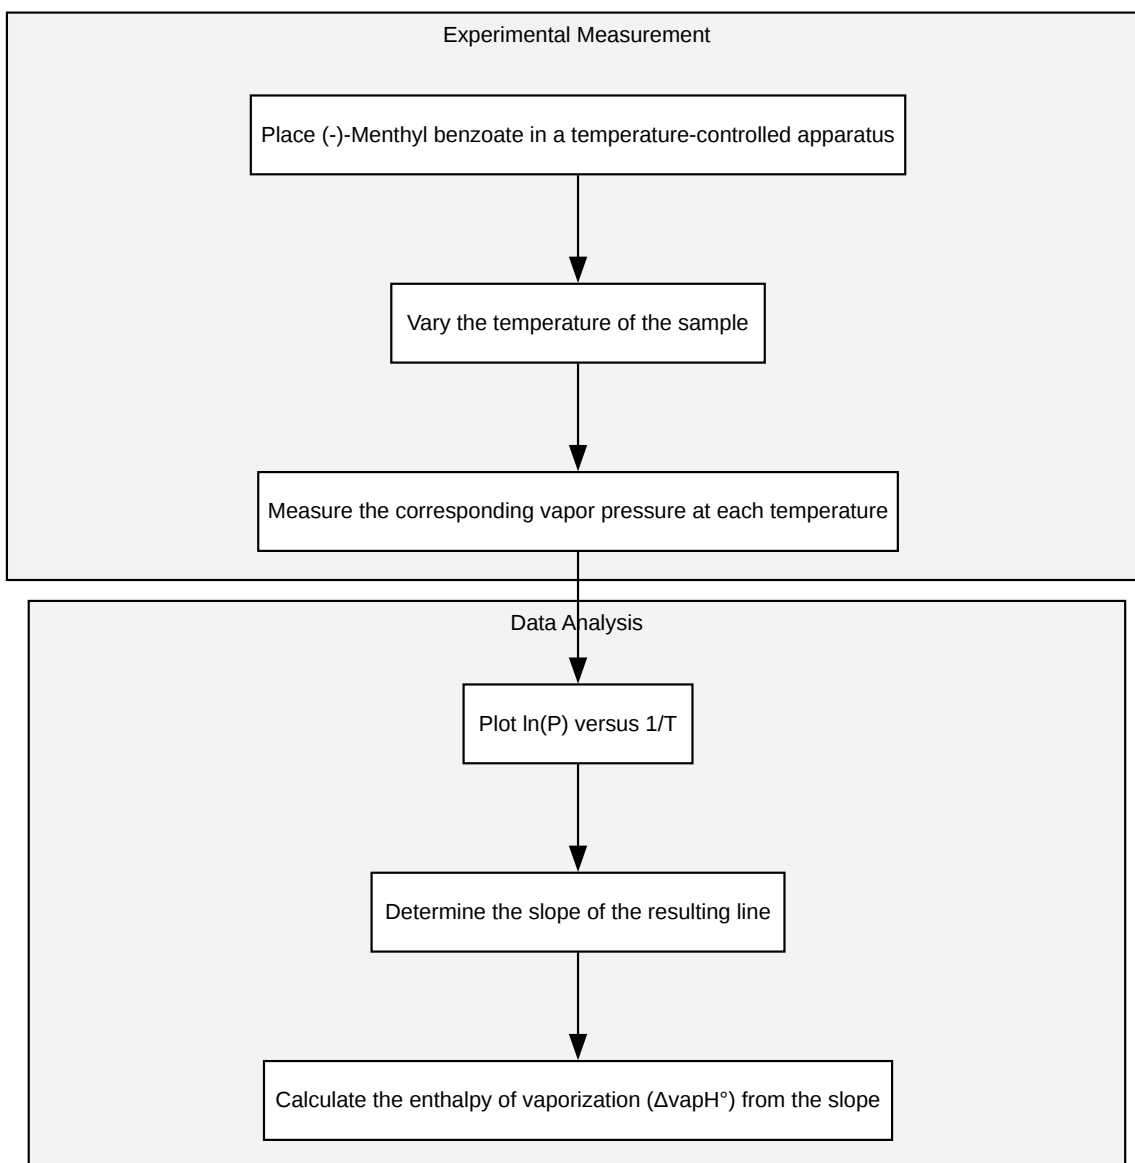 Experimental Measurement
Place (-)-Menthyl benzoate in a temperature-controlled apparatus
Vary the temperature of the sample
Measure the corresponding vapor pressure at each temperature
Data Analysis
Plot ln(P) versus 1/T
Determine the slope of the resulting line
Calculate the enthalpy of vaporization (ΔvapH°) from the slope